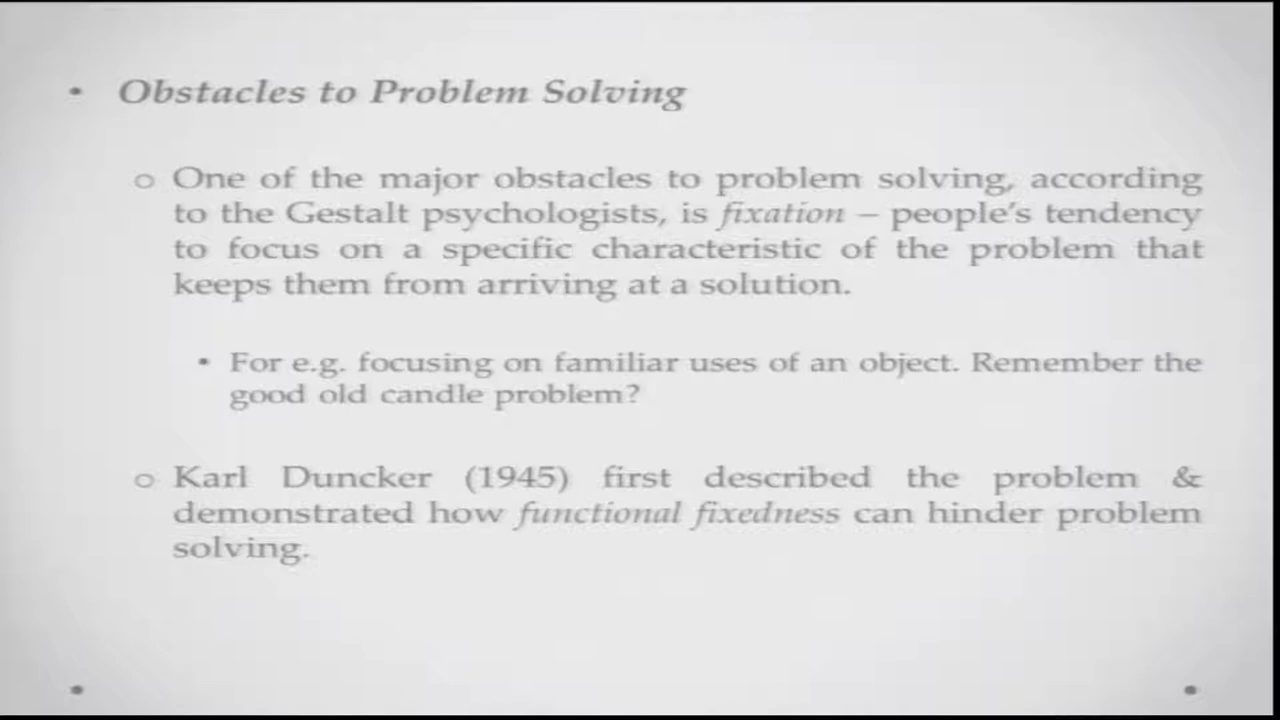 • Obstacles to Problem Solving
o One of the major obstacles to problem solving, according
to the Gestalt psychologists, is fixation – people's tendency
to focus on a specific characteristic of the problem that
keeps them from arriving at a solution.
• For e.g. focusing on familiar uses of an object. Remember the
good old candle problem?
o Karl Duncker (1945) first described the problem &
demonstrated how functional fixedness can hinder problem
solving.